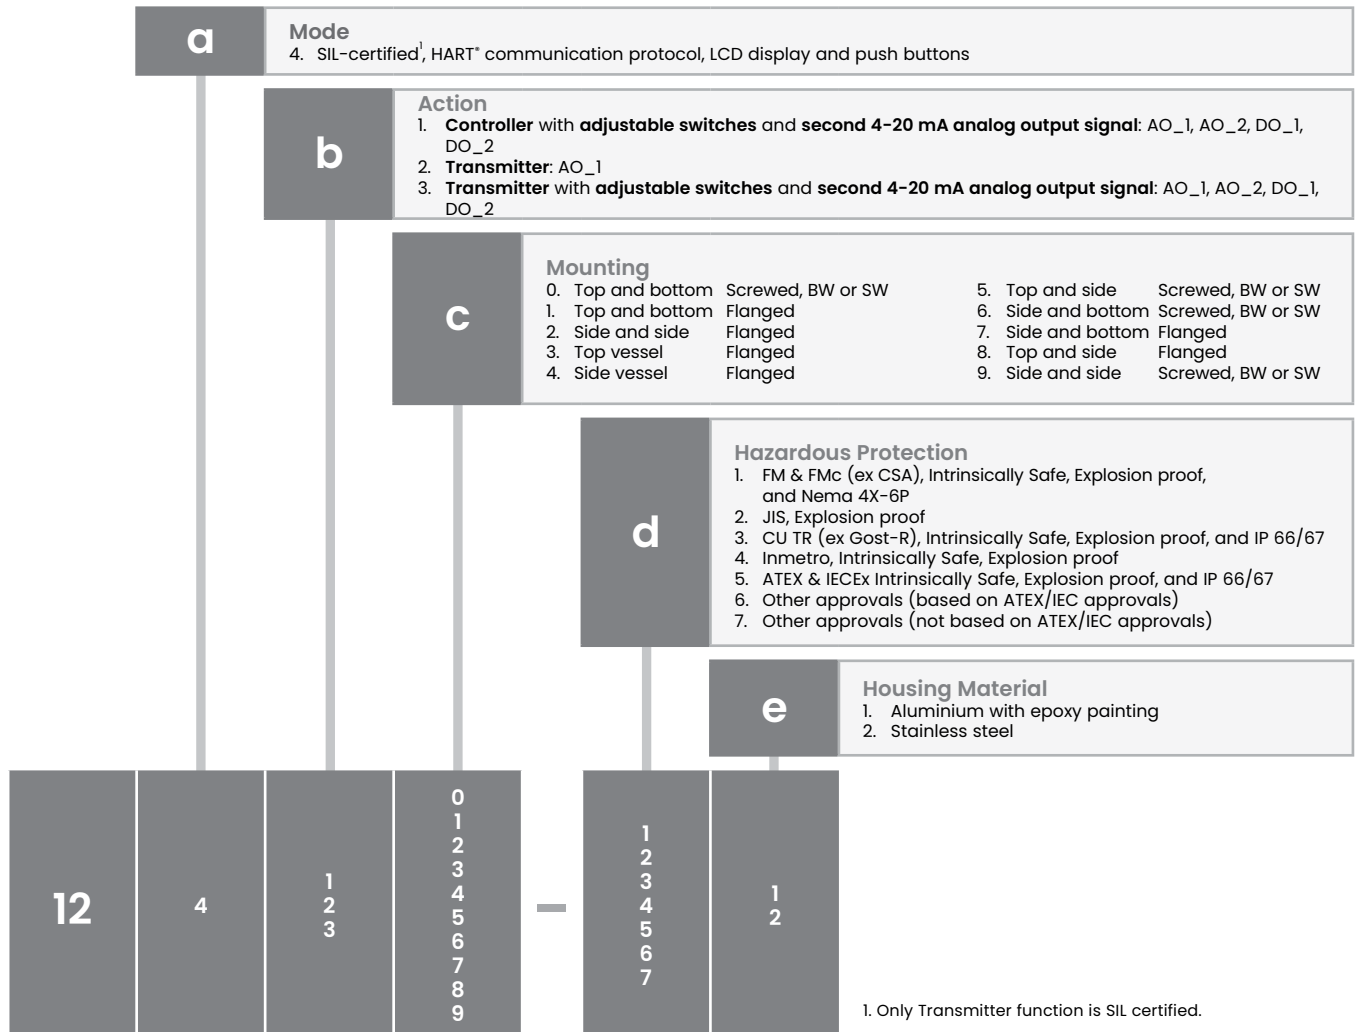 a
Mode
4. SIL-certified¹, HART® communication protocol, LCD display and push buttons
b
Action
1. Controller with adjustable switches and second 4-20 mA analog output signal: AO_1, AO_2, DO_1,
DO_2
2. Transmitter: AO_1
3. Transmitter with adjustable switches and second 4-20 mA analog output signal: AO_1, AO_2, DO_1,
DO_2
c
Mounting
0. Top and bottom Screwed, BW or SW
1. Top and bottom Flanged
2. Side and side Flanged
3. Top vessel Flanged
4. Side vessel Flanged
5. Top and side Screwed, BW or SW
6. Side and bottom Screwed, BW or SW
7. Side and bottom Flanged
8. Top and side Flanged
9. Side and side Screwed, BW or SW
d
Hazardous Protection
1. FM & FMc (ex CSA), Intrinsically Safe, Explosion proof,
and Nema 4X-6P
2. JIS, Explosion proof
3. CU TR (ex Gost-R), Intrinsically Safe, Explosion proof, and IP 66/67
4. Inmetro, Intrinsically Safe, Explosion proof
5. ATEX & IECEx Intrinsically Safe, Explosion proof, and IP 66/67
6. Other approvals (based on ATEX/IEC approvals)
7. Other approvals (not based on ATEX/IEC approvals)
e
Housing Material
1. Aluminium with epoxy painting
2. Stainless steel
12
4
1
2
3
0
1
2
3
4
5
6
7
8
9
–
1
2
3
4
5
6
7
1
2
1. Only Transmitter function is SIL certified.